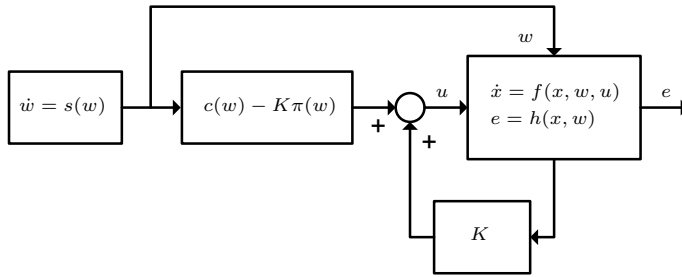 w
ẇ = s(w)
c(w) − Kπ(w)
+
+
u
ẋ = f(x, w, u)
e = h(x, w)
e
K